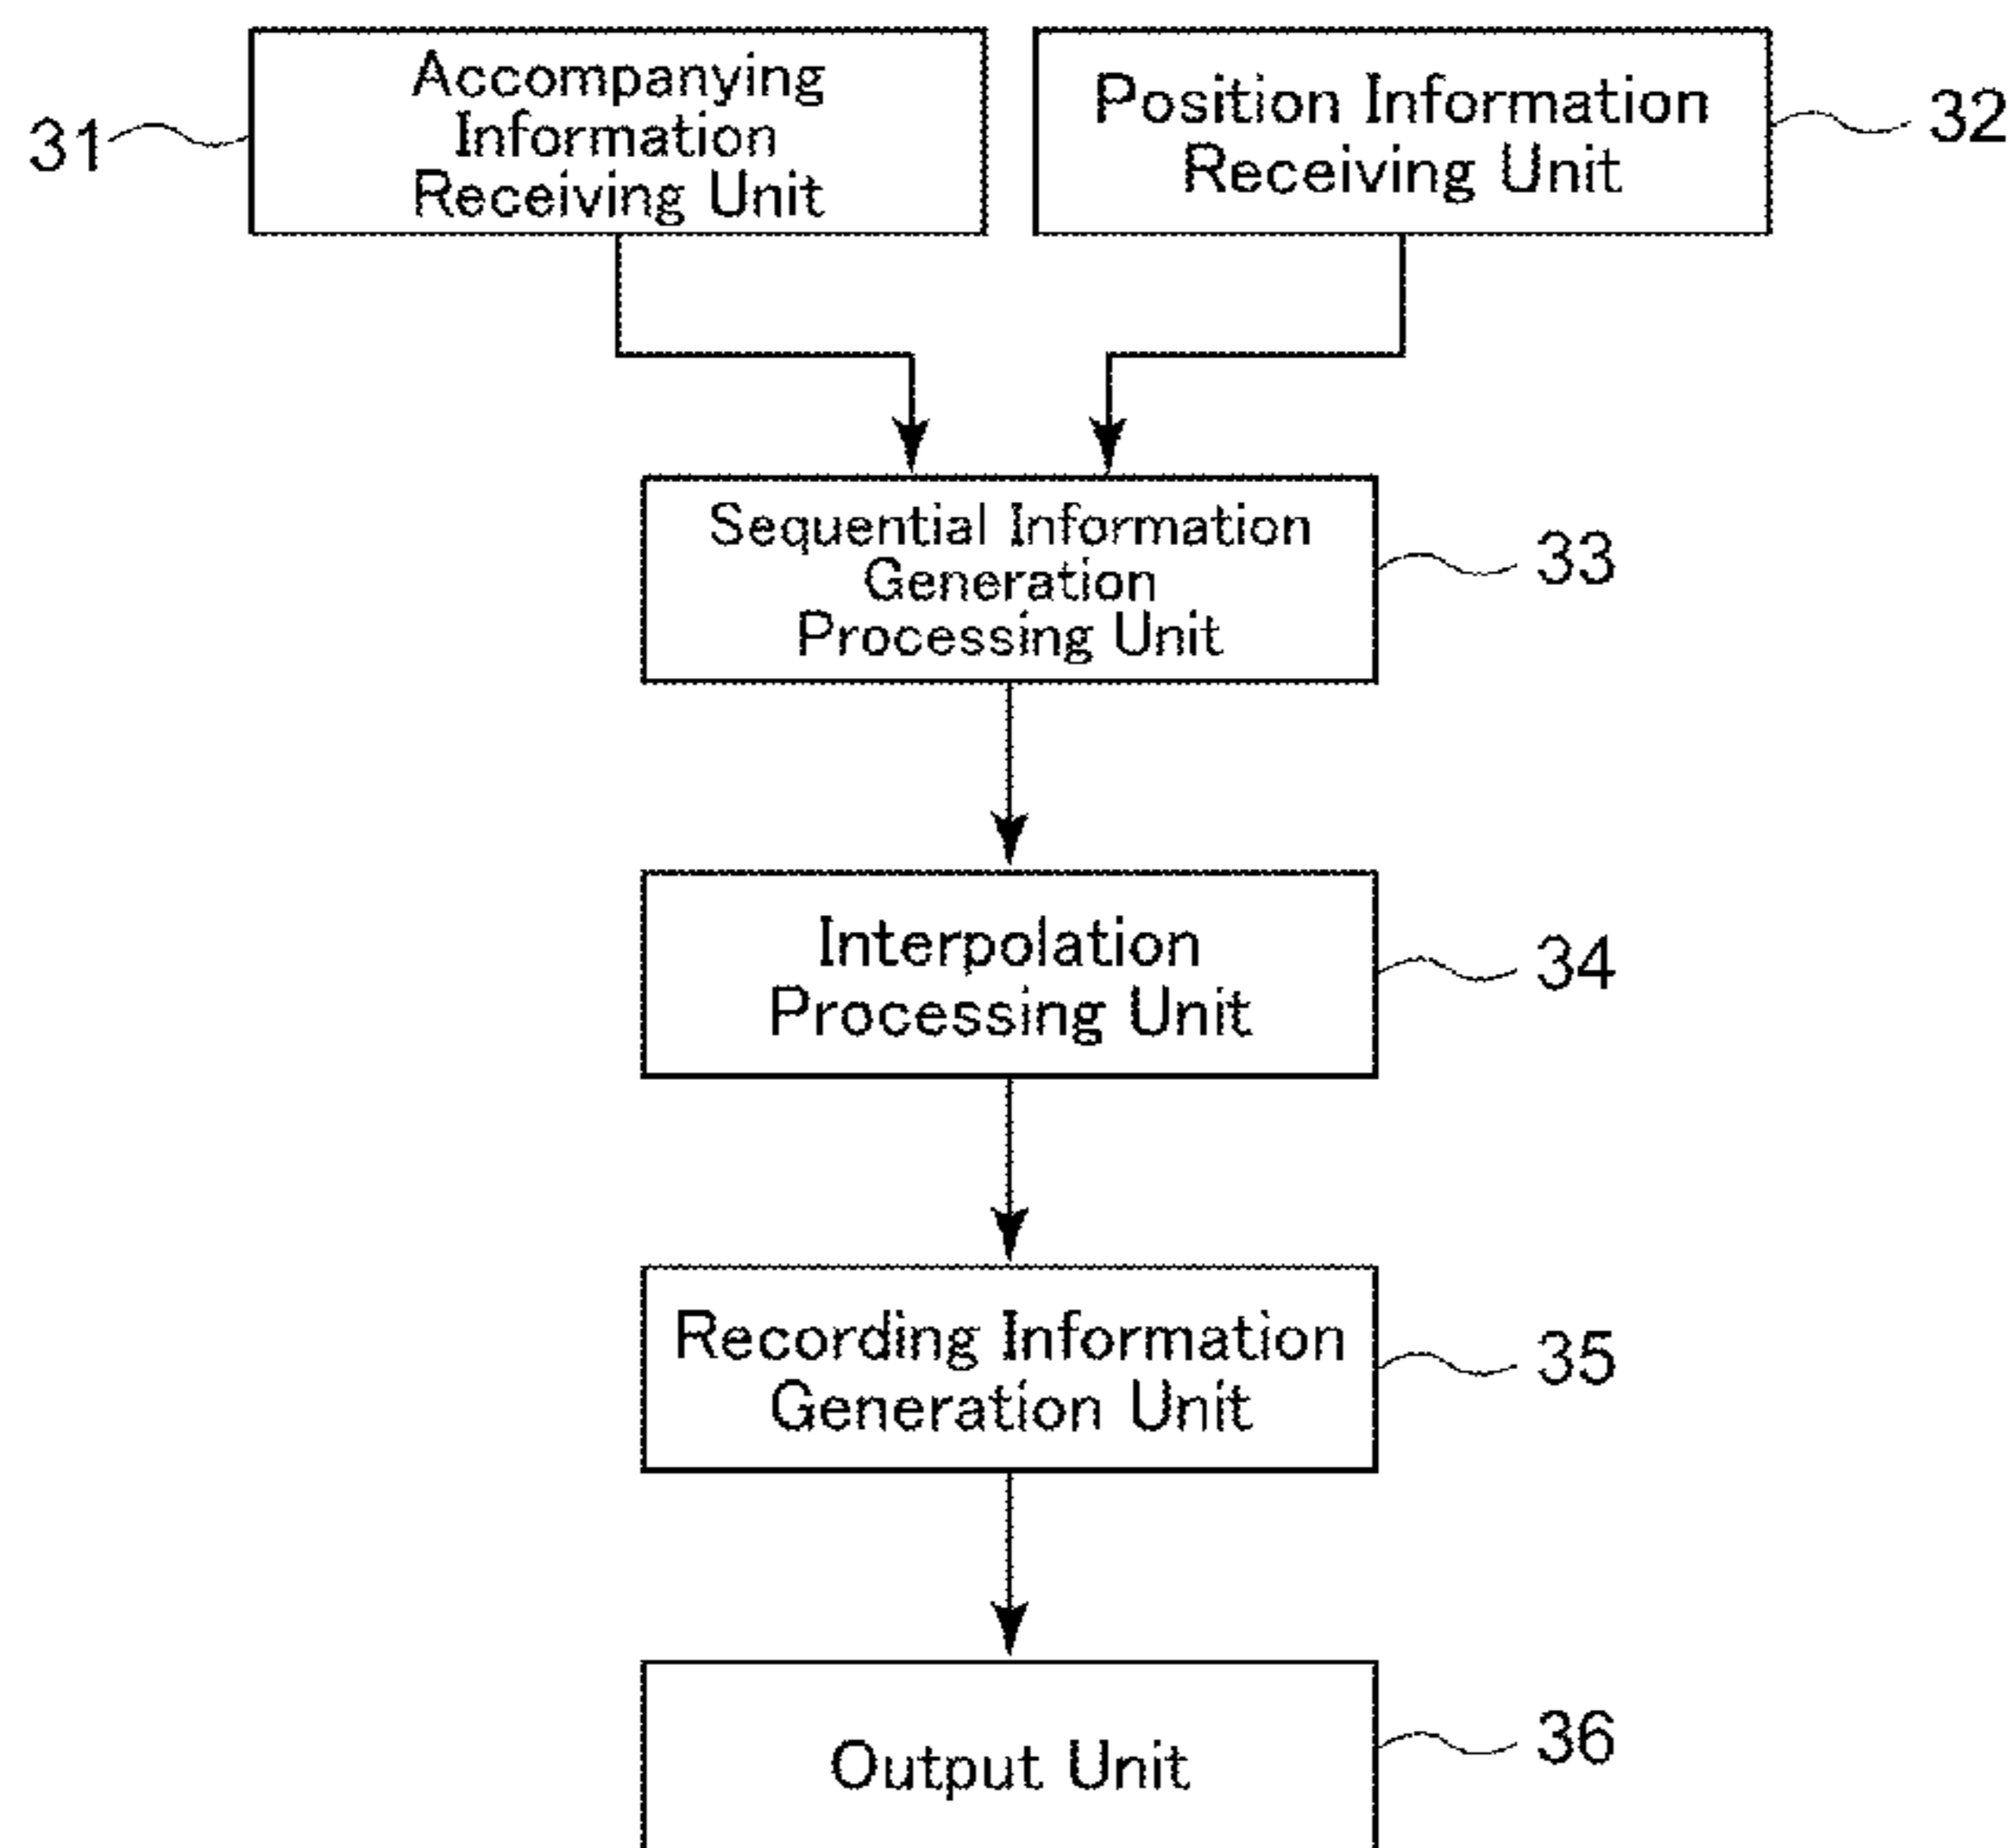 31
Accompanying
Information
Receiving Unit
Position Information
Receiving Unit
32
Sequential Information
Generation
Processing Unit
33
Interpolation
Processing Unit
34
Recording Information
Generation Unit
35
Output Unit
36